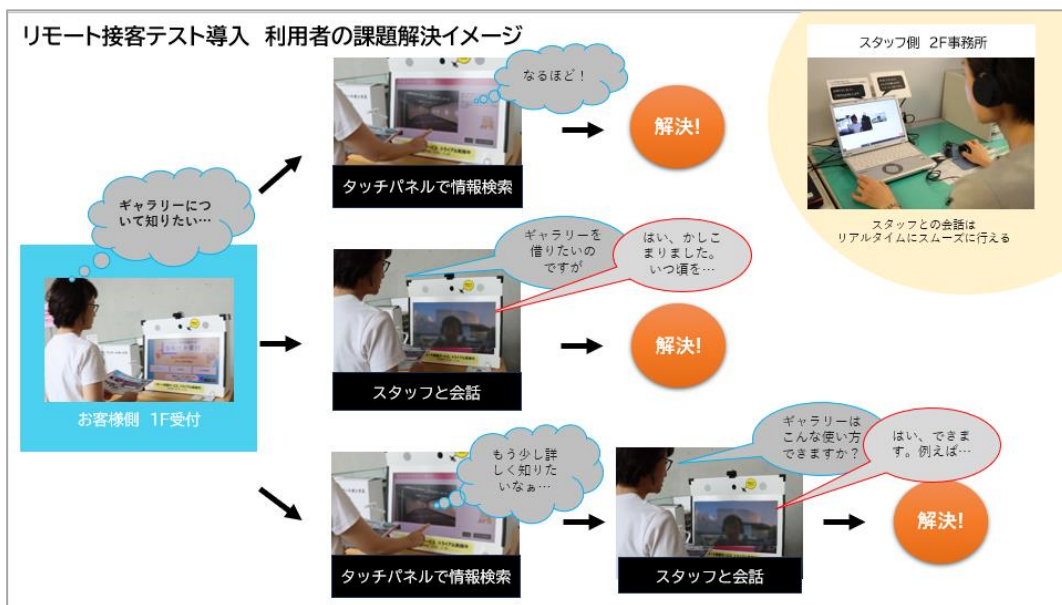 リモート接客テスト導入 利用者の課題解決イメージ
スタッフ側 2F事務所
なるほど!
解決!
タッチパネルで情報検索
ギャラリーにつ
いて知りたい…
スタッフとの会話は
リアルタイムにスムーズに行える
ギャラリーを
借りたいの
ですが
はい、かしこ
まりました。
いつ頃を…
解決!
スタッフと会話
お客様側 1F受付
もう少し詳
しく知りた
いなぁ…
ギャラリーは
こんな使い方
できますか?
はい、できま
す。例えば…
解決!
タッチパネルで情報検索
スタッフと会話